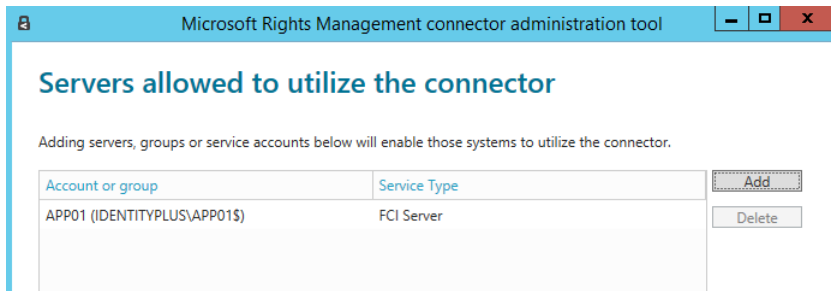 Microsoft Rights Management connector administration tool
Servers allowed to utilize the connector
Adding servers, groups or service accounts below will enable those systems to utilize the connector.
Account or group Service Type Add
APP01 (IDENTITYPLUS\APP01$) FCI Server Delete